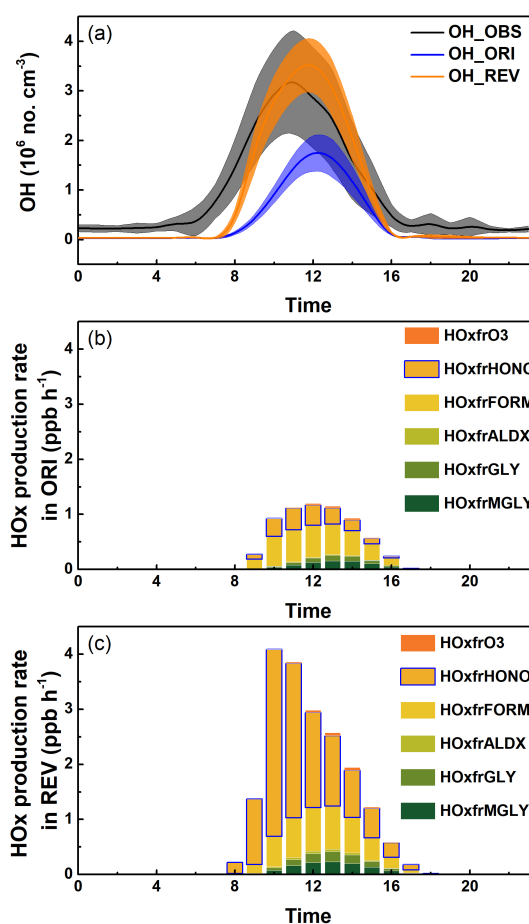 (a)
OH_OBS
OH_ORI
OH_REV
OH (10⁶ no. cm⁻³)
4
3
2
1
0
0 4 8 12 16 20
Time
(b)
HOxfrO3
HOxfrHONO
HOxfrFORM
HOxfrALDX
HOxfrGLY
HOxfrMGLY
HOx production rate
in ORI (ppb h⁻¹)
4
3
2
1
0
0 4 8 12 16 20
Time
(c)
HOxfrO3
HOxfrHONO
HOxfrFORM
HOxfrALDX
HOxfrGLY
HOxfrMGLY
HOx production rate
in REV (ppb h⁻¹)
4
3
2
1
0
0 4 8 12 16 20
Time